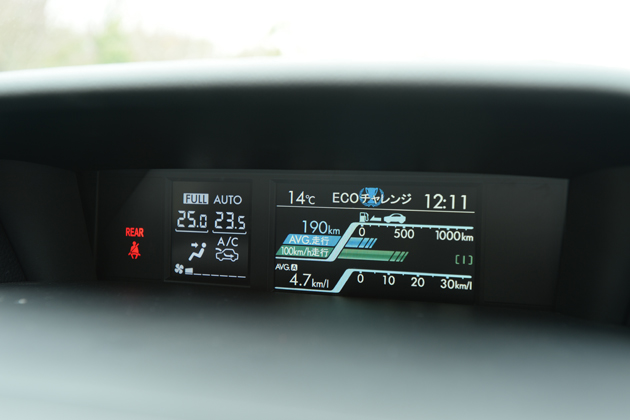 REAR
FULL AUTO
25.0 23.5
A/C
14℃ ECOチャレンジ 12:11
190km
0 500 1000km
AVG.走行
100km/h走行
[ | ]
AVG.A
4.7km/l
0 10 20 30km/l